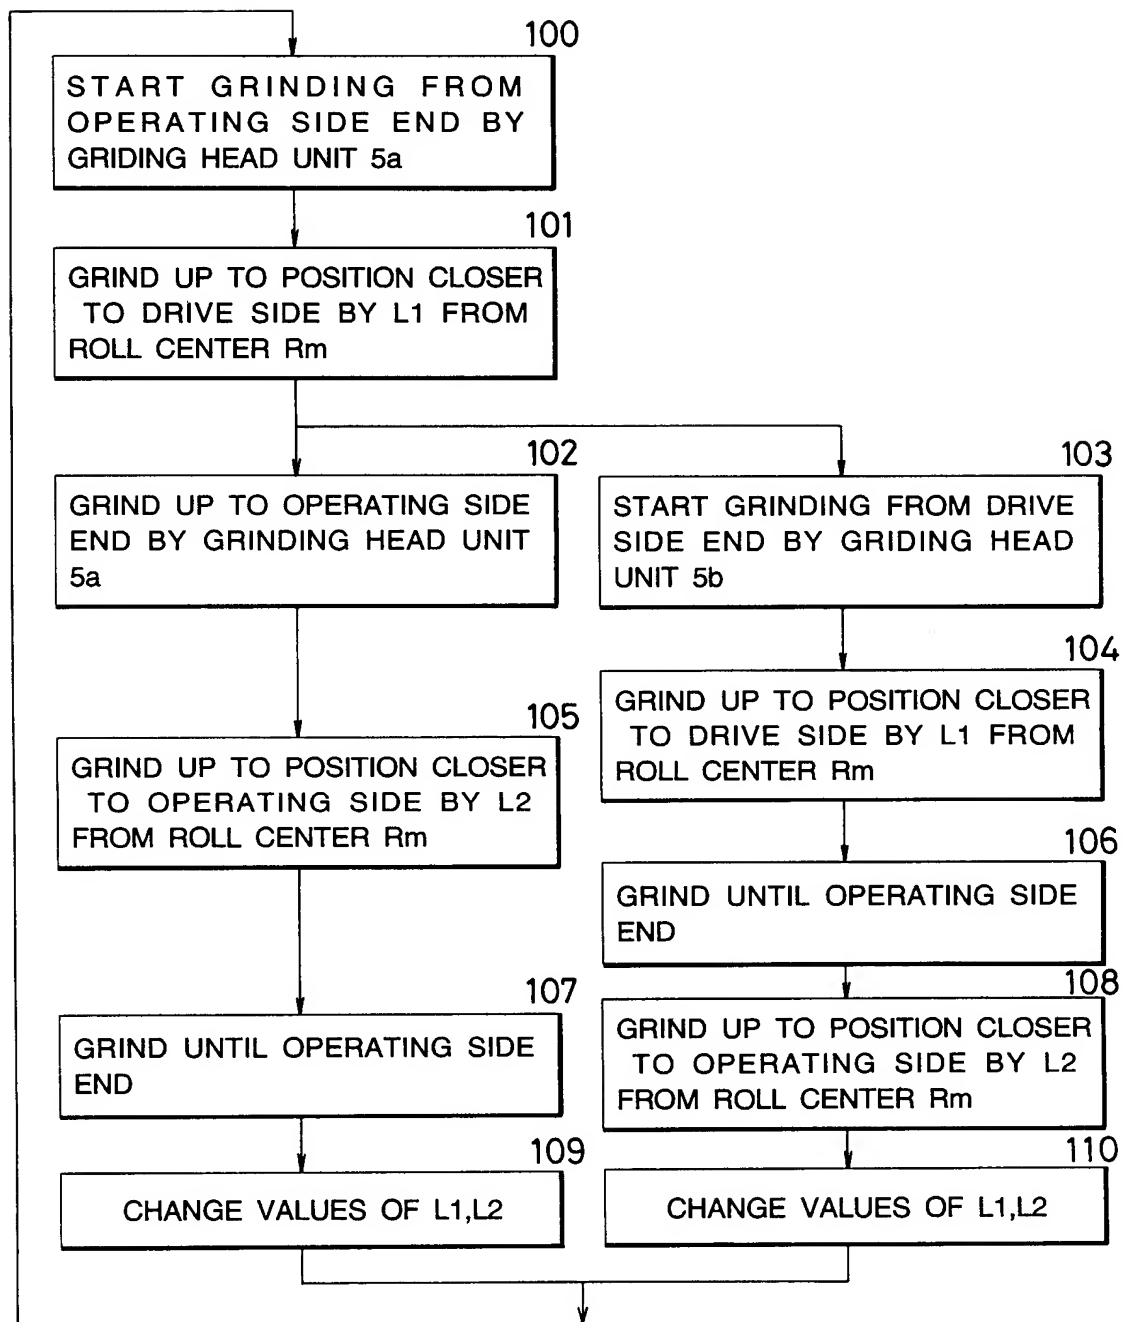 100
START GRINDING FROM
OPERATING SIDE END BY
GRIDING HEAD UNIT 5a
101
GRIND UP TO POSITION CLOSER
TO DRIVE SIDE BY L1 FROM
ROLL CENTER Rm
102
GRIND UP TO OPERATING SIDE
END BY GRINDING HEAD UNIT
5a
103
START GRINDING FROM DRIVE
SIDE END BY GRIDING HEAD
UNIT 5b
104
GRIND UP TO POSITION CLOSER
TO DRIVE SIDE BY L1 FROM
ROLL CENTER Rm
105
GRIND UP TO POSITION CLOSER
TO OPERATING SIDE BY L2
FROM ROLL CENTER Rm
106
GRIND UNTIL OPERATING SIDE
END
107
GRIND UNTIL OPERATING SIDE
END
108
GRIND UP TO POSITION CLOSER
TO OPERATING SIDE BY L2
FROM ROLL CENTER Rm
109
CHANGE VALUES OF L1,L2
110
CHANGE VALUES OF L1,L2